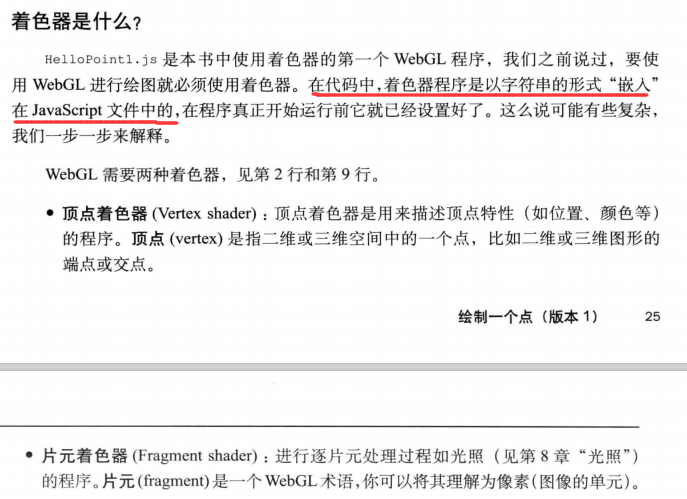 着色器是什么?
HelloPoint1.js 是本书中使用着色器的第一个 WebGL 程序，我们之前说过，要使
用 WebGL 进行绘图就必须使用着色器。在代码中，着色器程序是以字符串的形式“嵌入”
在 JavaScript 文件中的，在程序真正开始运行前它就已经设置好了。这么说可能有些复杂，
我们一步一步来解释。
WebGL 需要两种着色器，见第 2 行和第 9 行。
• 顶点着色器 (Vertex shader)：顶点着色器是用来描述顶点特性（如位置、颜色等）
的程序。顶点 (vertex) 是指二维或三维空间中的一个点，比如二维或三维图形的
端点或交点。
绘制一个点（版本 1） 25
• 片元着色器 (Fragment shader)：进行逐片元处理过程如光照（见第 8 章“光照”）
的程序。片元 (fragment) 是一个 WebGL 术语，你可以将其理解为像素（图像的单元）。